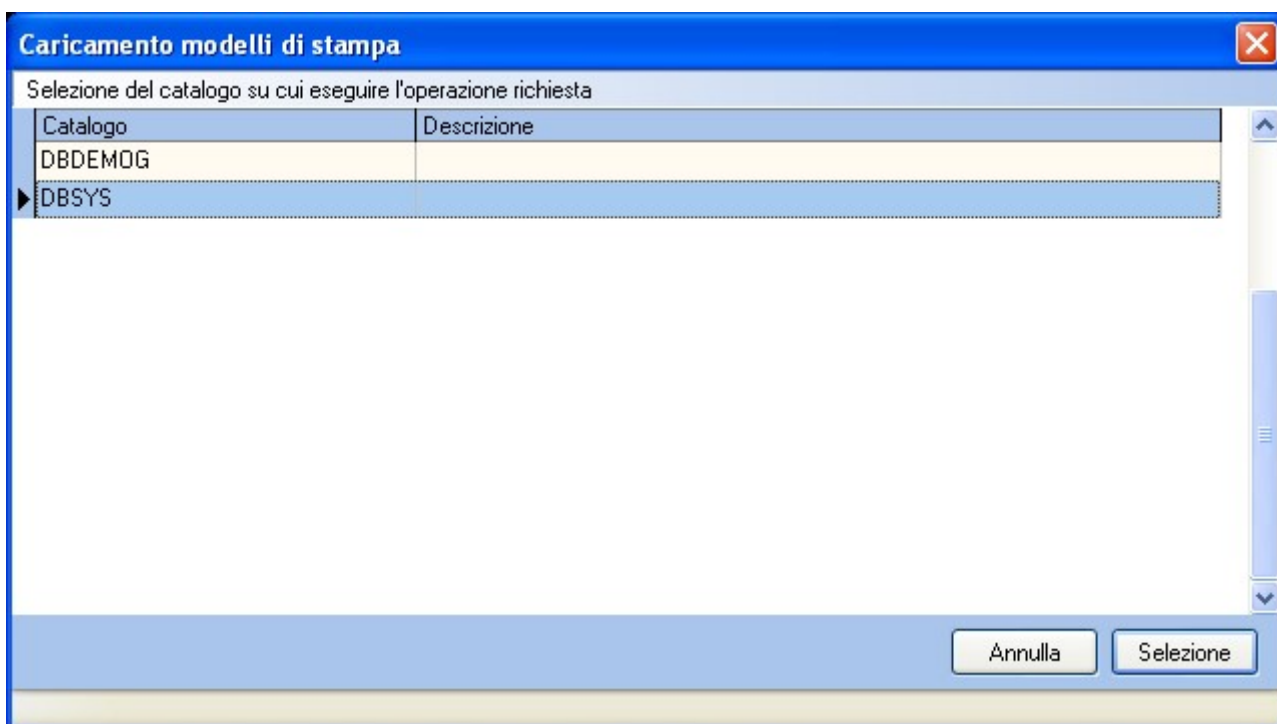 Caricamento modelli di stampa
Selezione del catalogo su cui eseguire l'operazione richiesta
Catalogo Descrizione
DBDEMOG
DBSYS
Annulla Selezione